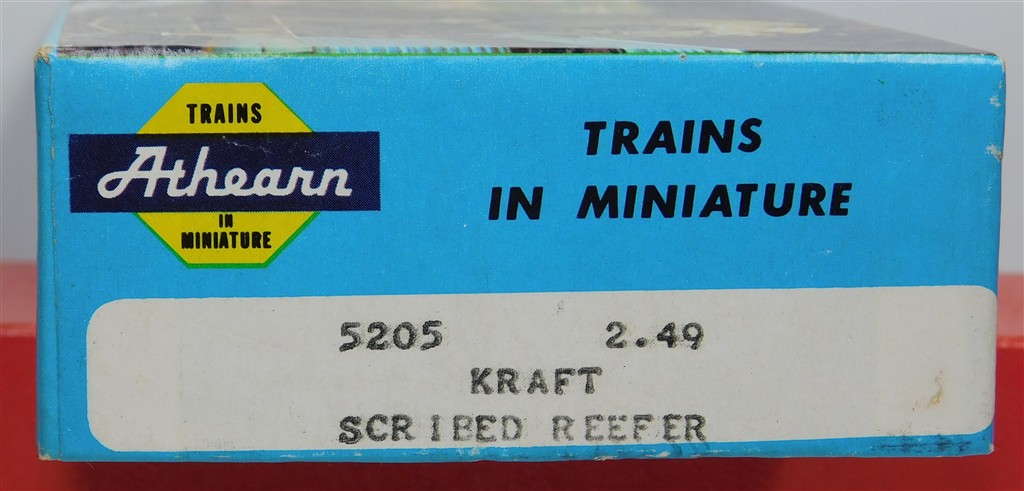 TRAINS
Athearn
IN
MINIATURE
TRAINS
IN MINIATURE
5205 2.49
KRAFT
SCRIBED REEFER